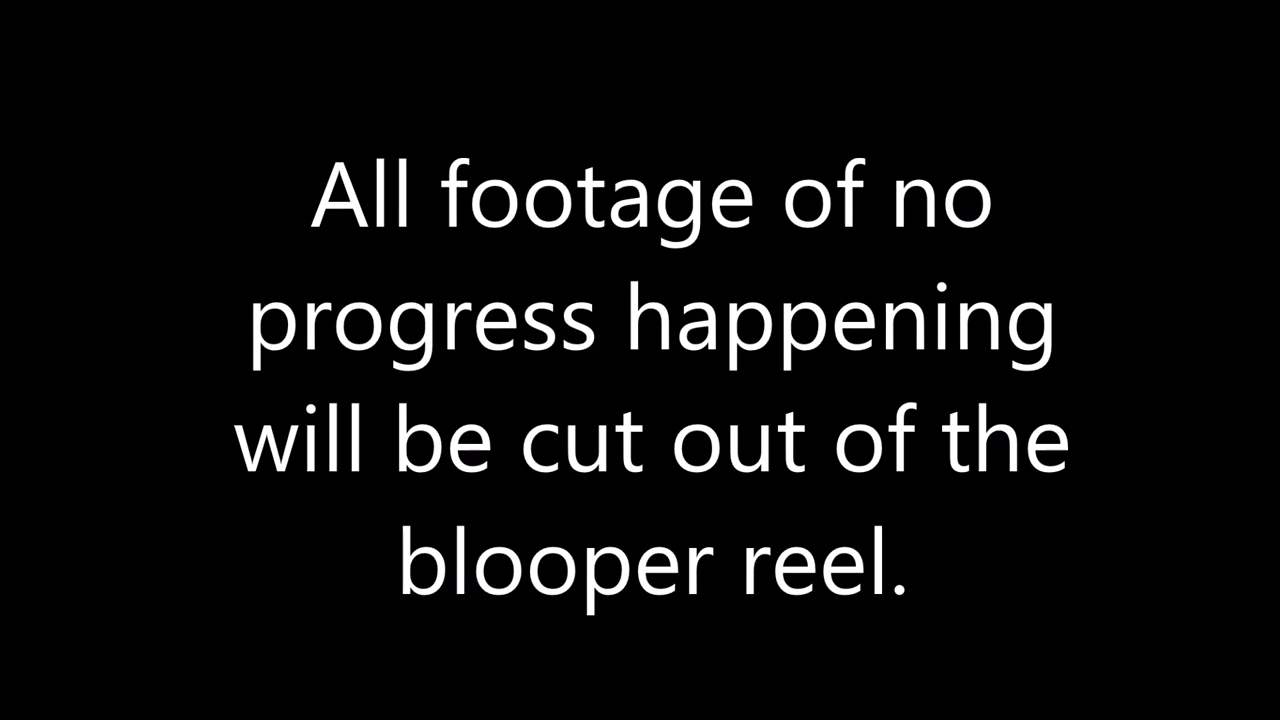 All footage of no
progress happening
will be cut out of the
blooper reel.